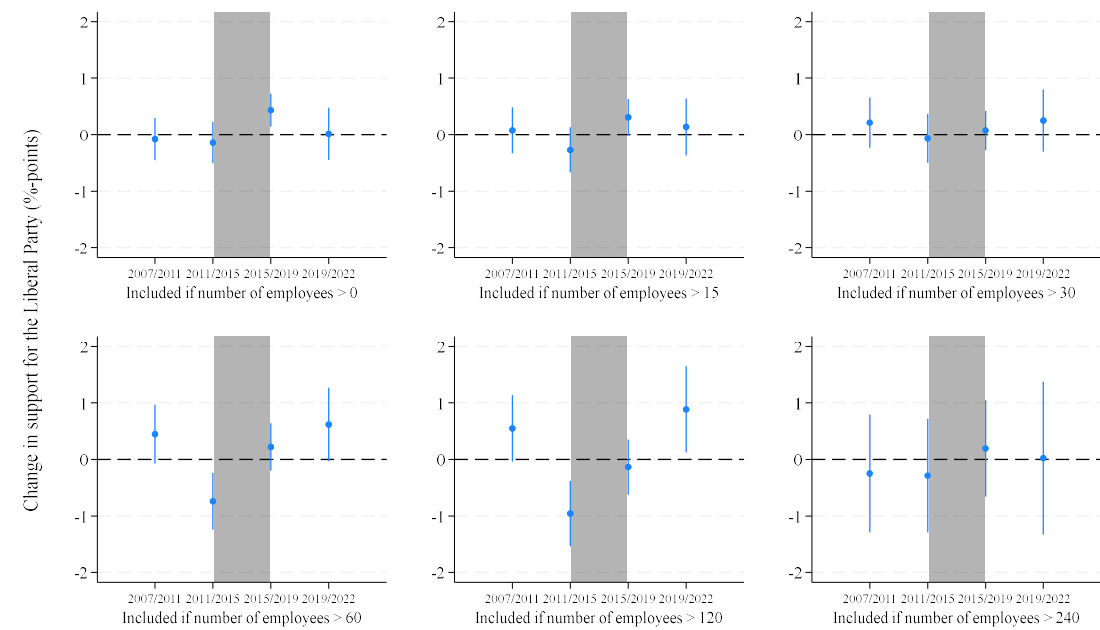 Change in support for the Liberal Party (%-points)
2
1
0
-1
-2
2007/2011 2011/2015 2015/2019 2019/2022
Included if number of employees > 0
2
1
0
-1
-2
2007/2011 2011/2015 2015/2019 2019/2022
Included if number of employees > 15
2
1
0
-1
-2
2007/2011 2011/2015 2015/2019 2019/2022
Included if number of employees > 30
2
1
0
-1
-2
2007/2011 2011/2015 2015/2019 2019/2022
Included if number of employees > 60
2
1
0
-1
-2
2007/2011 2011/2015 2015/2019 2019/2022
Included if number of employees > 120
2
1
0
-1
-2
2007/2011 2011/2015 2015/2019 2019/2022
Included if number of employees > 240